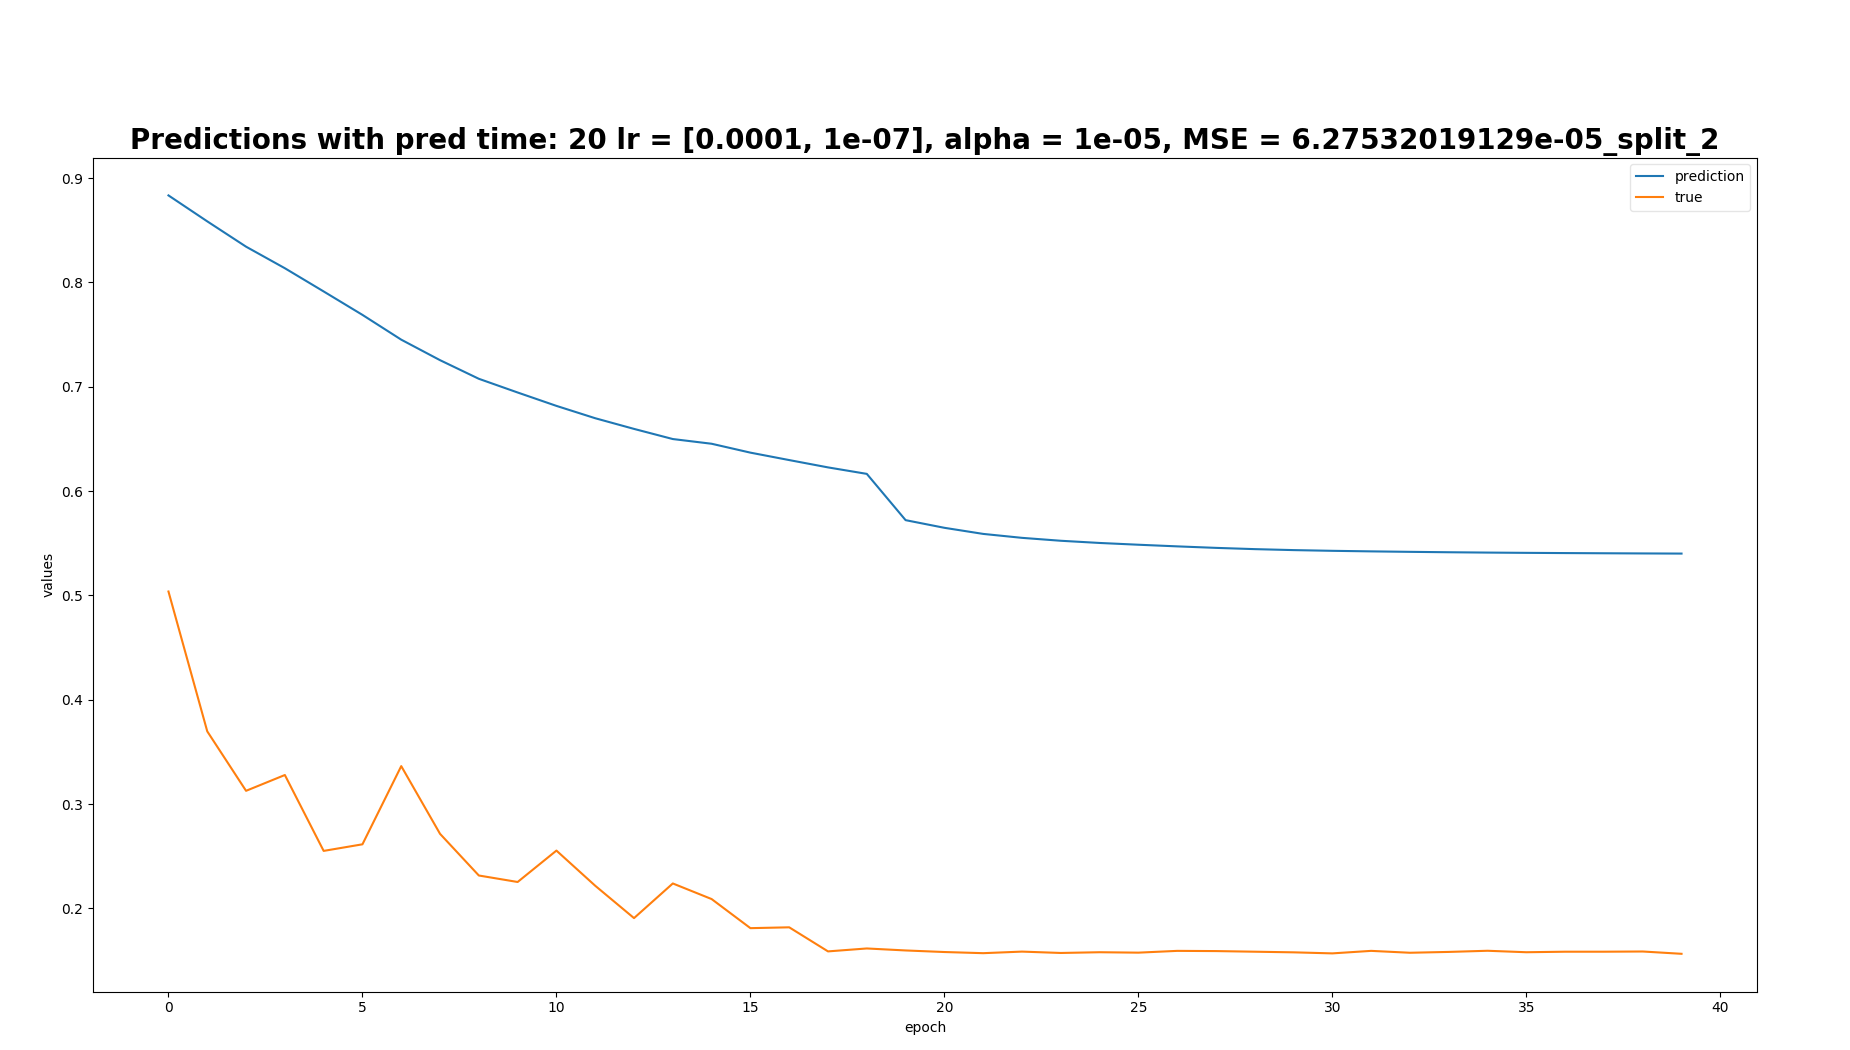 Predictions with pred time: 20 lr = [0.0001, 1e-07], alpha = 1e-05, MSE = 6.27532019129e-05_split_2
prediction
true
0.9
0.8
0.7
0.6
0.5
0.4
0.3
0.2
values
0 5 10 15 20 25 30 35 40
epoch